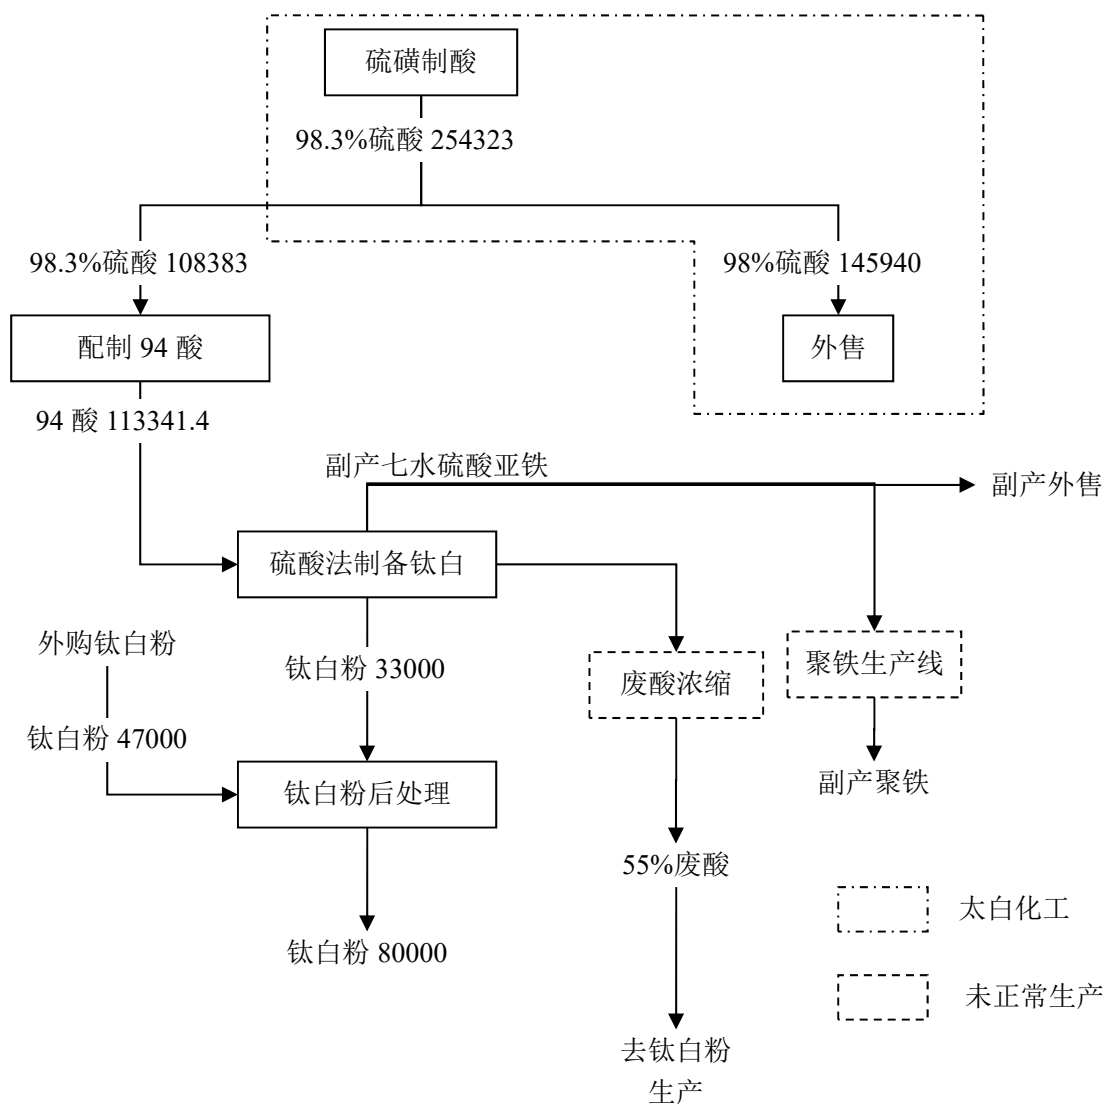 硫磺制酸
98.3%硫酸 254323
98.3%硫酸 108383
98%硫酸 145940
配制 94 酸
外售
94 酸 113341.4
副产七水硫酸亚铁
副产外售
硫酸法制备钛白
外购钛白粉
钛白粉 33000
废酸浓缩
聚铁生产线
钛白粉 47000
钛白粉后处理
副产聚铁
55%废酸
太白化工
钛白粉 80000
未正常生产
去钛白粉
生产